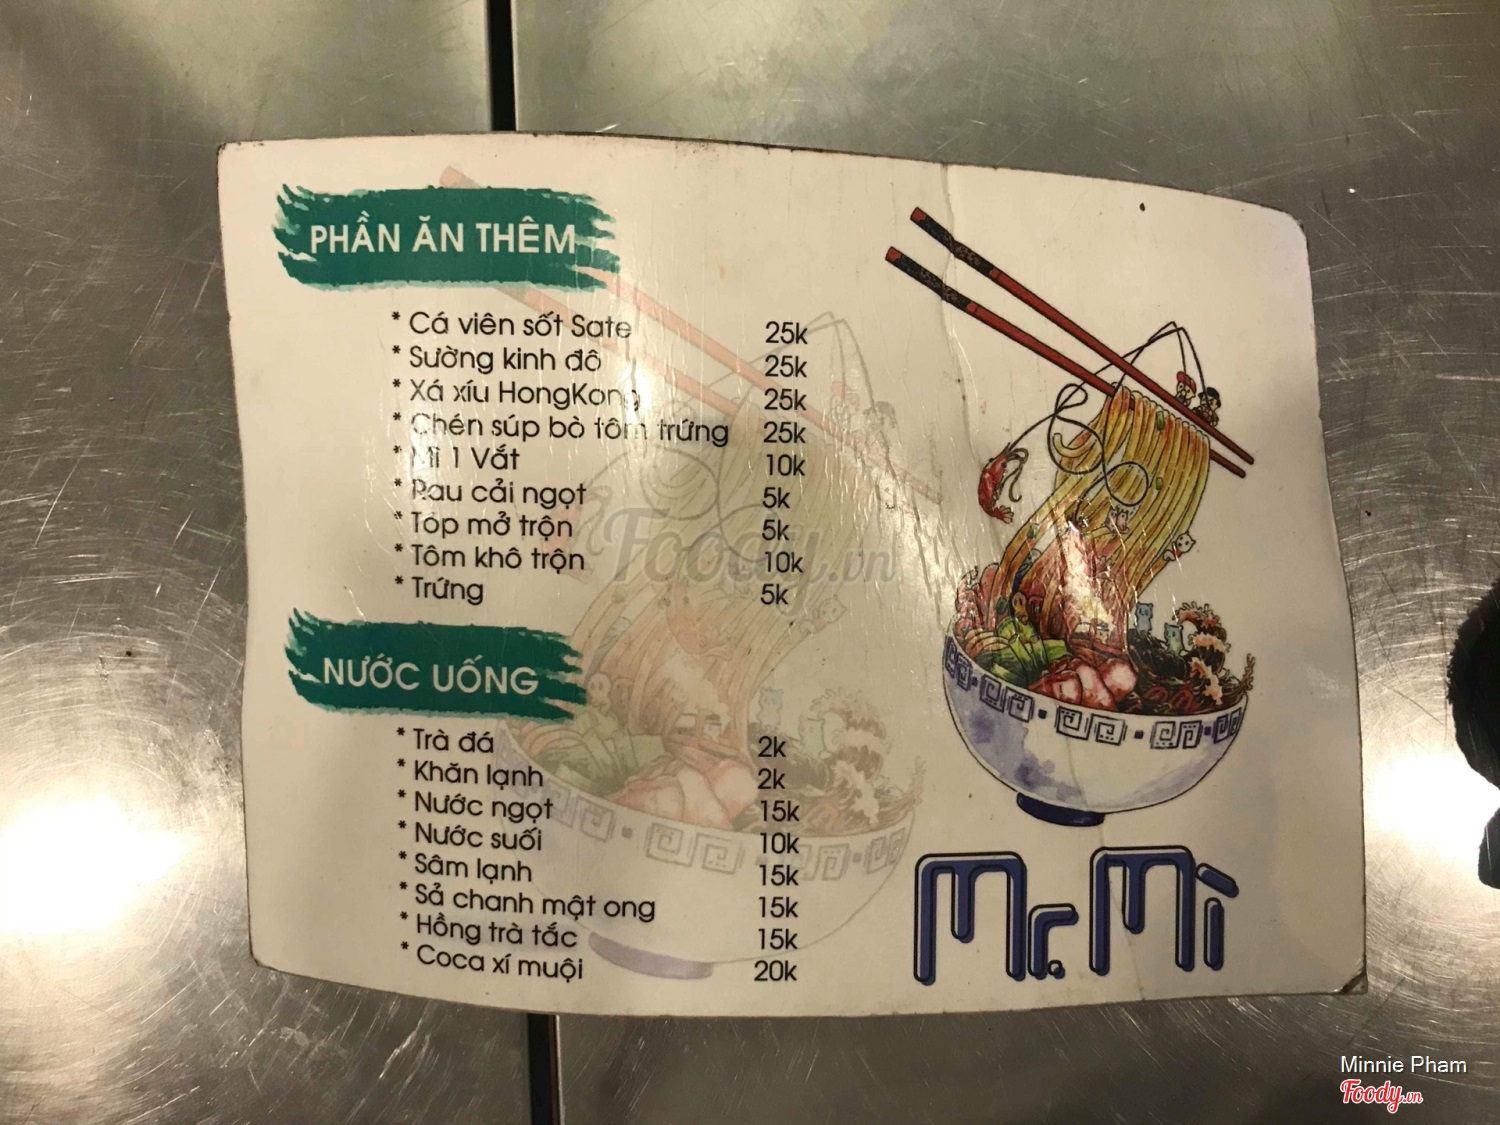 PHẦN ĂN THÊM
* Cá viên sốt Sate 25k
* Sường kinh đô 25k
* Xá xíu HongKong 25k
* Chén súp bò tôm trứng 25k
* Mì 1 Vắt 10k
* Rau cải ngọt 5k
* Tóp mở trộn 5k
* Tôm khô trộn 10k
* Trứng 5k
NƯỚC UỐNG
* Trà đá 2k
* Khăn lạnh 2k
* Nước ngọt 15k
* Nước suối 10k
* Sâm lạnh 15k
* Sả chanh mật ong 15k
* Hồng trà tắc 15k
* Coca xí muội 20k
Mr. Mì
Foody.vn
Minnie Pham
Foody.vn